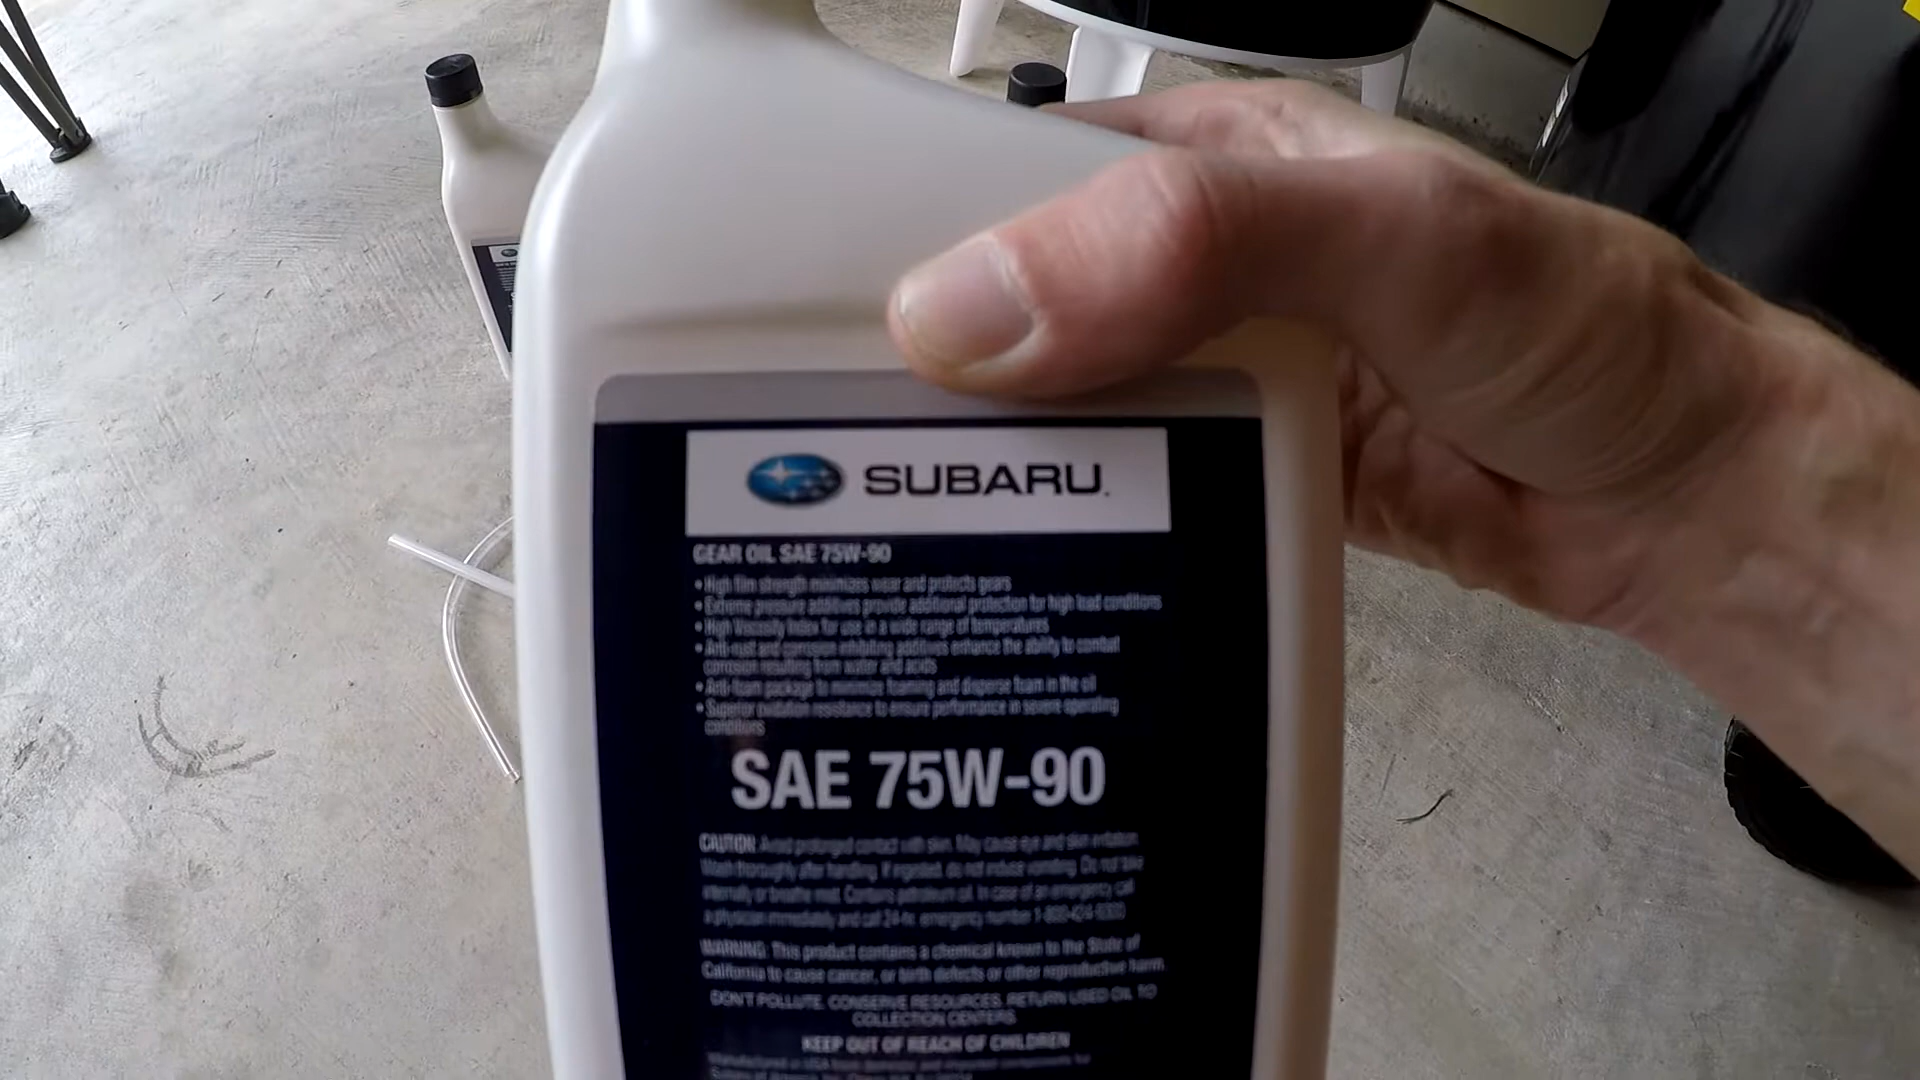 SUBARU
GEAR OIL SAE 75W-90
• High film strength minimizes wear and protects gears
• Extreme pressure additives provide additional protection for high load conditions
• High Viscosity Index for use in a wide range of temperatures
• Anti-rust and corrosion inhibiting additives enhance the ability to combat
corrosion resulting from water and acids
• Anti-foam package to minimize foaming and disperse foam in the oil
• Superior oxidation resistance to ensure performance in severe operating
conditions
SAE 75W-90
CAUTION: Avoid prolonged contact with skin. May cause eye and skin irritation.
Wash thoroughly after handling. If ingested, do not induce vomiting. Do not take
internally or breathe mist. Contains petroleum oil. In case of an emergency call
a physician immediately and call 24-hr. emergency number
WARNING: This product contains a chemical known to the State of
California to cause cancer, or birth defects or other reproductive harm.
DON'T POLLUTE. CONSERVE RESOURCES. RETURN USED OIL TO
COLLECTION CENTERS.
KEEP OUT OF REACH OF CHILDREN